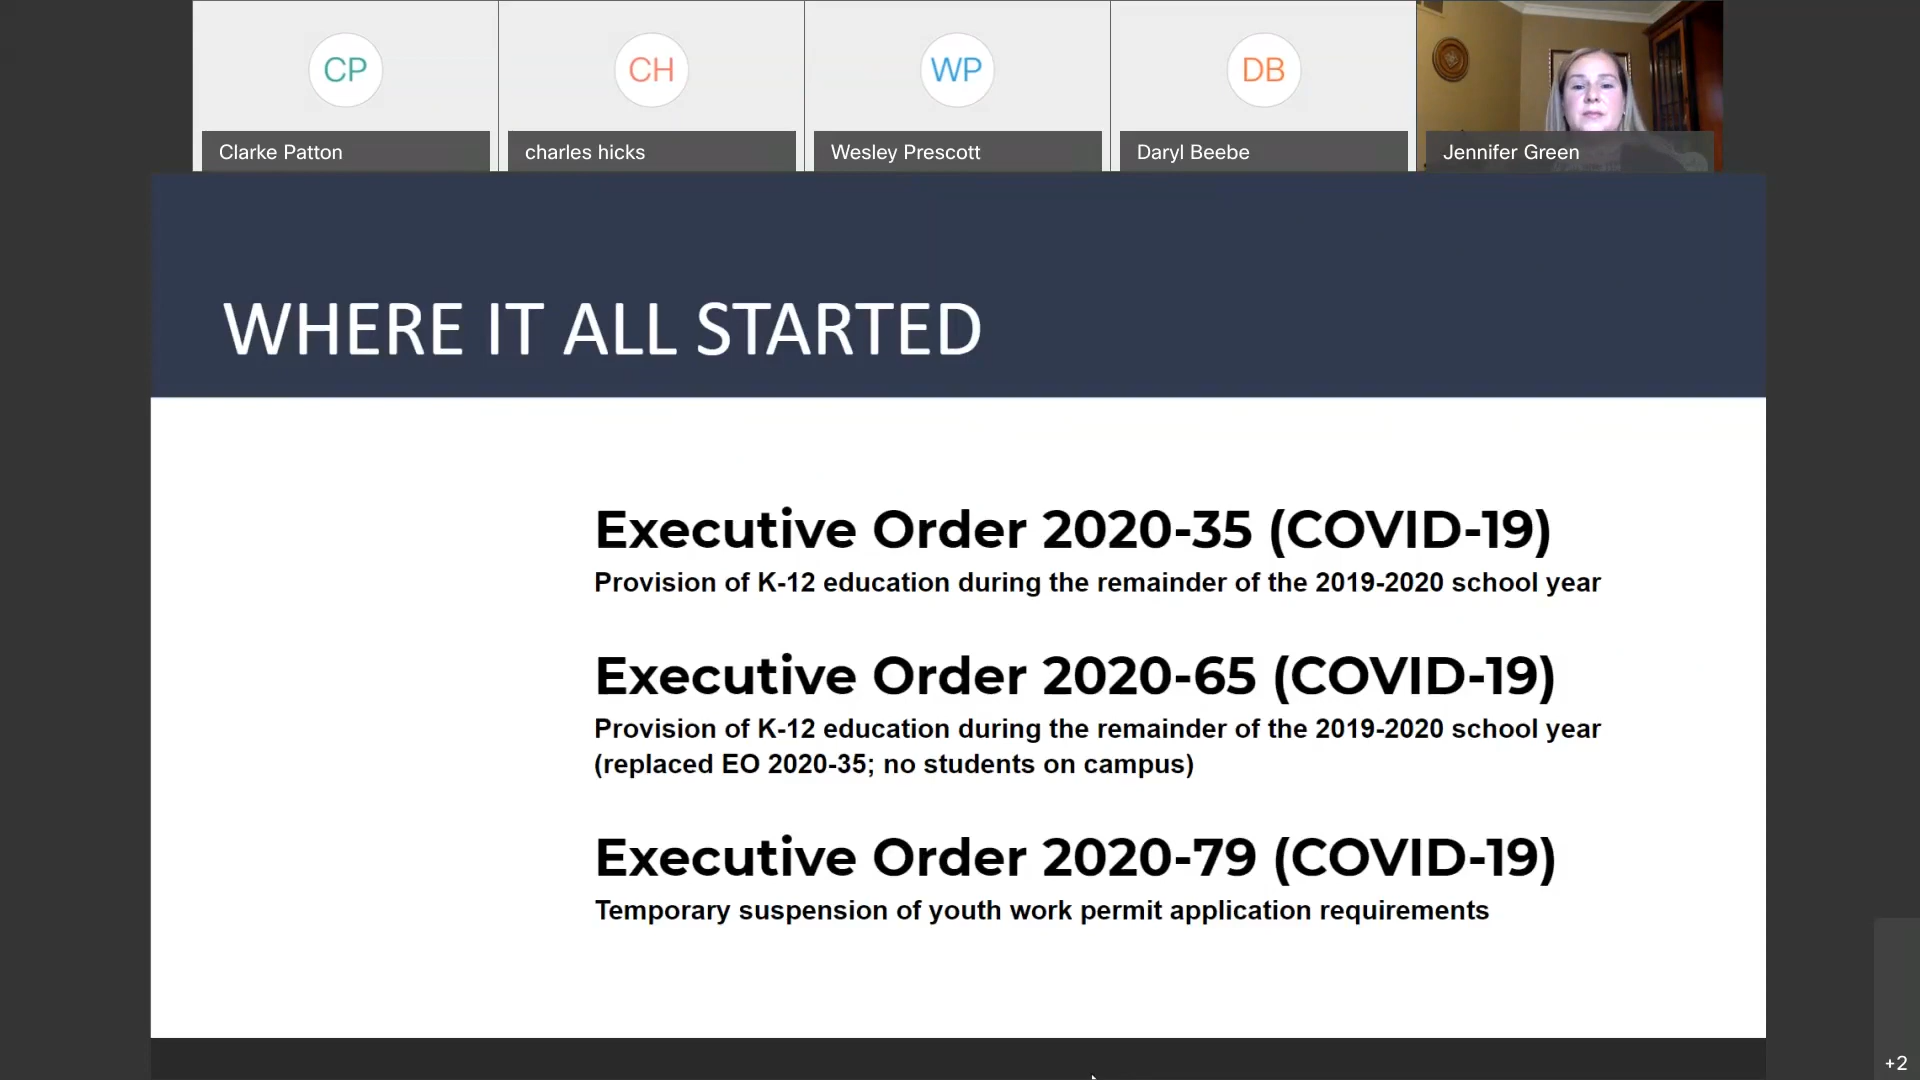 CP
CH
WP
DB
Clarke Patton
charles hicks
Wesley Prescott
Daryl Beebe
Jennifer Green
WHERE IT ALL STARTED
Executive Order 2020-35 (COVID-19)
Provision of K-12 education during the remainder of the 2019-2020 school year
Executive Order 2020-65 (COVID-19)
Provision of K-12 education during the remainder of the 2019-2020 school year
(replaced EO 2020-35; no students on campus)
Executive Order 2020-79 (COVID-19)
Temporary suspension of youth work permit application requirements
+2